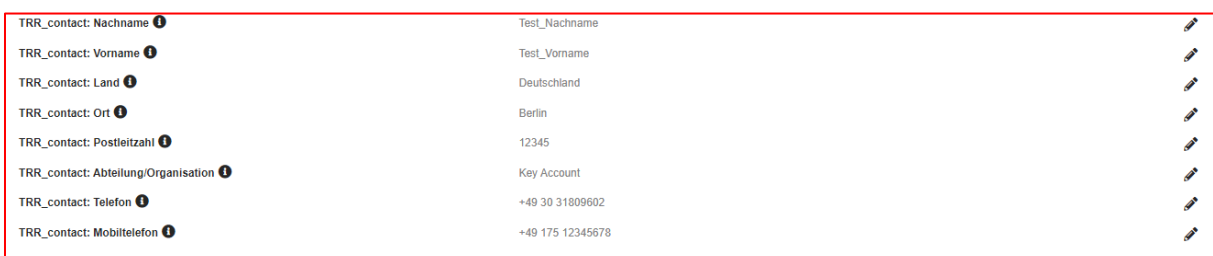 TRR_contact: Nachname Test_Nachname
TRR_contact: Vorname Test_Vorname
TRR_contact: Land Deutschland
TRR_contact: Ort Berlin
TRR_contact: Postleitzahl 12345
TRR_contact: Abteilung/Organisation Key Account
TRR_contact: Telefon +49 30 31809602
TRR_contact: Mobiltelefon +49 175 12345678